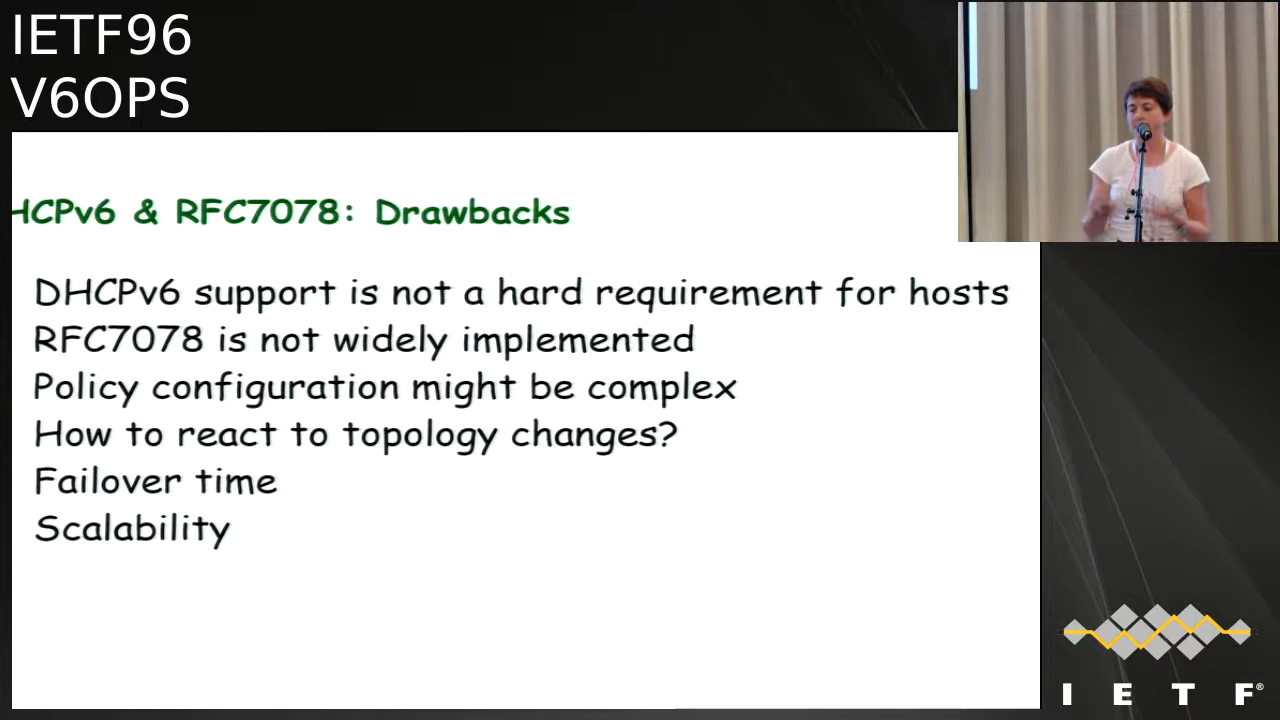 IETF96
V6OPS
HCPv6 & RFC7078: Drawbacks
DHCPv6 support is not a hard requirement for hosts
RFC7078 is not widely implemented
Policy configuration might be complex
How to react to topology changes?
Failover time
Scalability
I E T F®